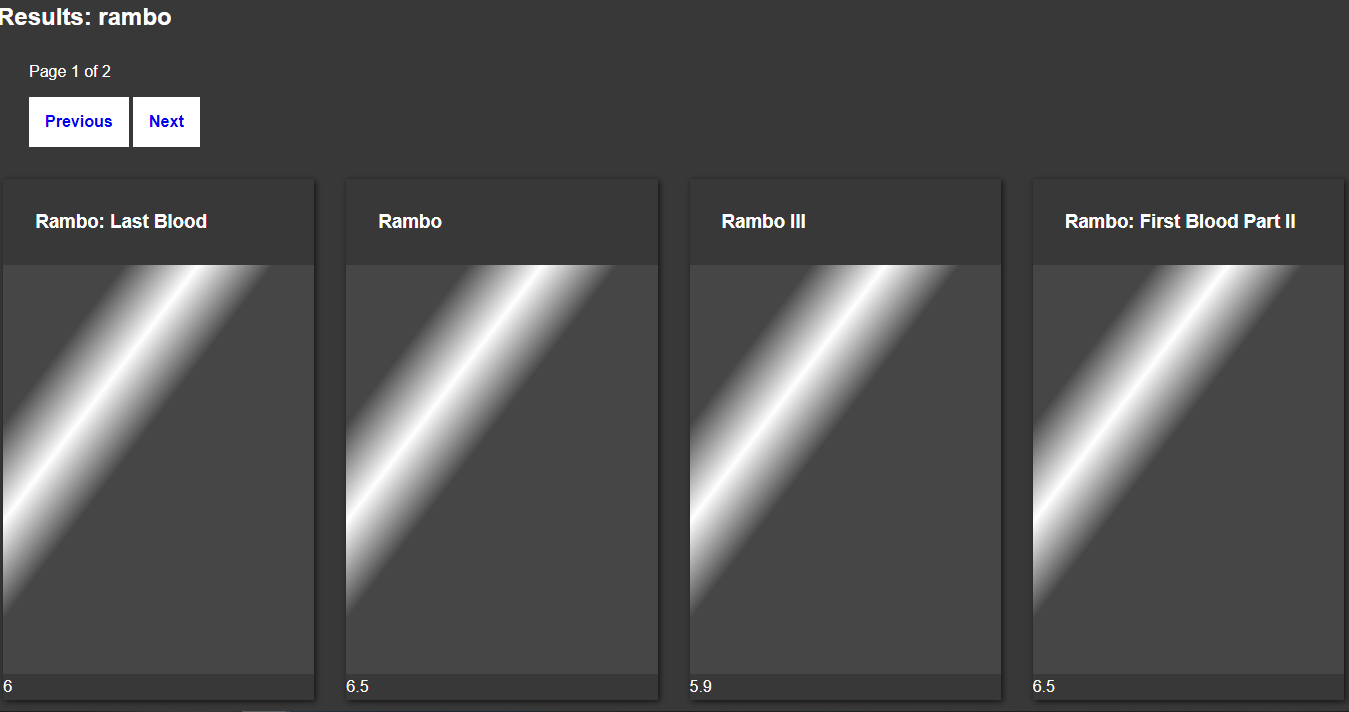 Results: rambo
Page 1 of 2
Previous Next
Rambo: Last Blood
Rambo
Rambo III
Rambo: First Blood Part II
6
6.5
5.9
6.5